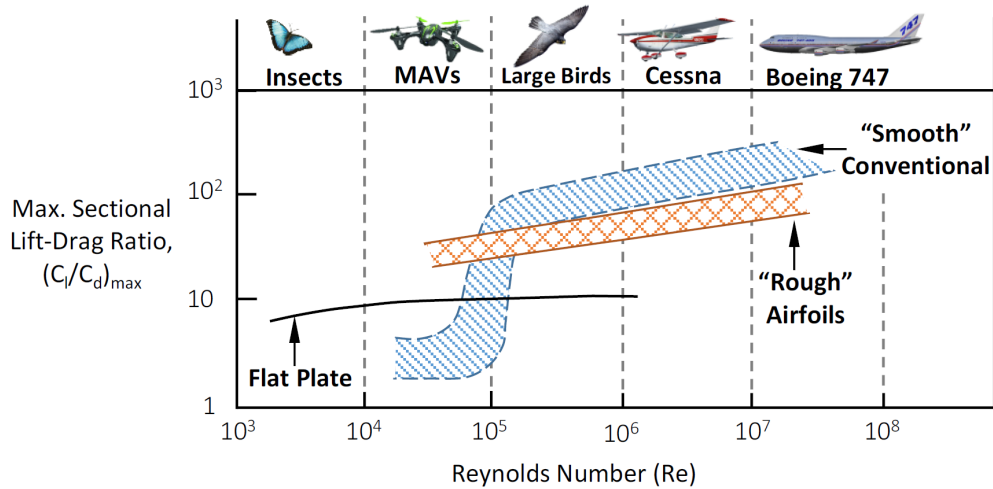 Insects
MAVs
Large Birds
Cessna
Boeing 747
747
10³
10²
10
1
Max. Sectional
Lift-Drag Ratio,
(Cₗ/C_d)ₘₐₓ
“Smooth”
Conventional
“Rough”
Airfoils
Flat Plate
10³
10⁴
10⁵
10⁶
10⁷
10⁸
Reynolds Number (Re)